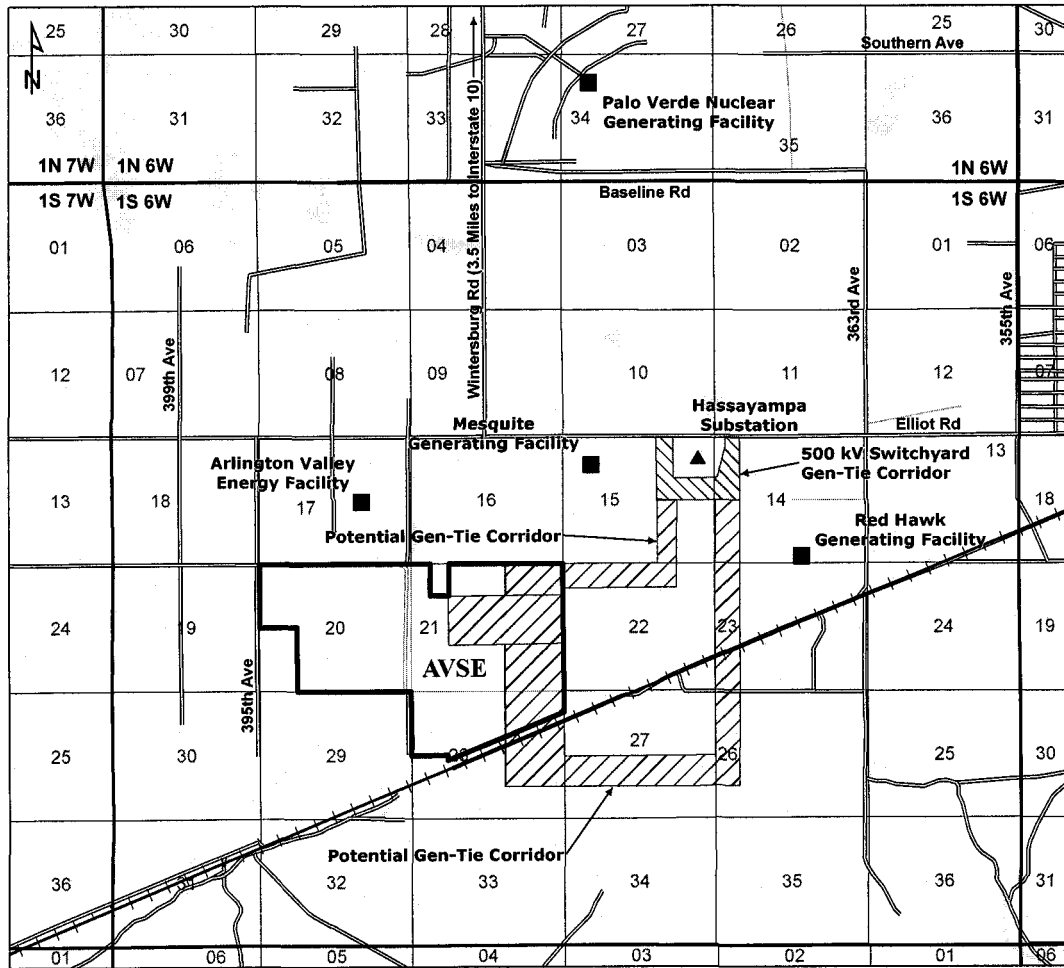 25 30 29 28 27 26 25 30
Southern Ave
N
Palo Verde Nuclear
Generating Facility
36 31 32 33 34 35 36 31
1N 7W 1N 6W 1N 6W
1S 7W 1S 6W Baseline Rd 1S 6W
Wintersburg Rd (3.5 Miles to Interstate 10)
01 06 05 04 03 02 01 06
363rd Ave
355th Ave
399th Ave
12 07 08 09 10 11 12 07
Mesquite
Generating Facility
Hassayampa
Substation
Elliot Rd
Arlington Valley
Energy Facility
500 kV Switchyard
Gen-Tie Corridor
13 18 17 16 15 14 13 18
Potential Gen-Tie Corridor
Red Hawk
Generating Facility
24 19 20 21 22 23 24 19
AVSE
395th Ave
25 30 29 28 27 26 25 30
Potential Gen-Tie Corridor
36 32 33 34 35 36 31
01 06 05 04 03 02 01 06